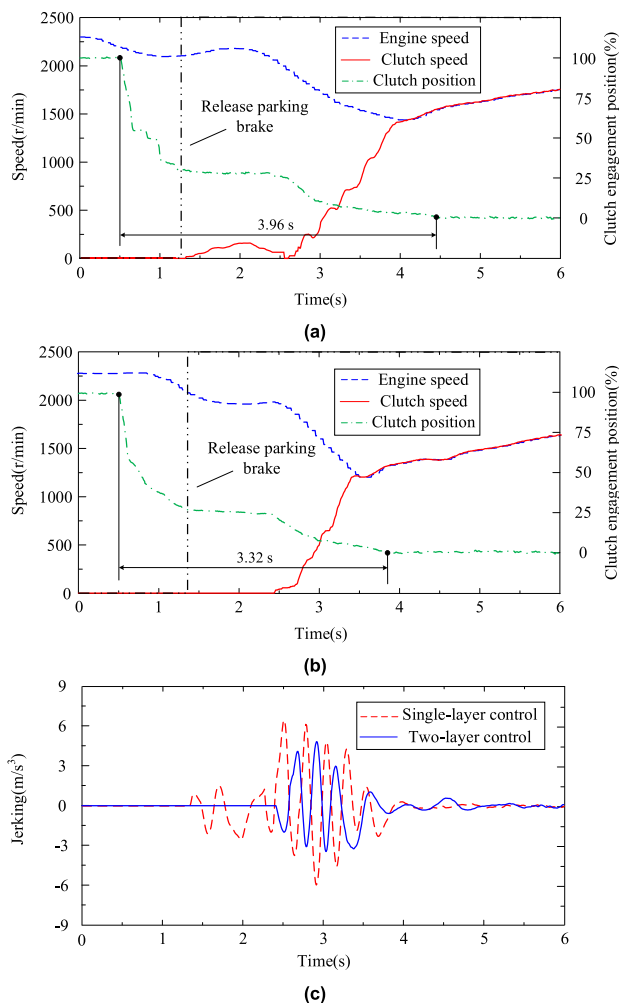 2500
2000
1500
1000
500
0
Speed(r/min)
Engine speed
Clutch speed
Clutch position
Release parking
brake
3.96 s
100
75
50
25
0
Clutch engagement position(%)
0 1 2 3 4 5 6
Time(s)
(a)
2500
2000
1500
1000
500
0
Speed(r/min)
Engine speed
Clutch speed
Clutch position
Release parking
brake
3.32 s
100
75
50
25
0
Clutch engagement position(%)
0 1 2 3 4 5 6
Time(s)
(b)
9
6
3
0
-3
-6
-9
Jerking(m/s³)
Single-layer control
Two-layer control
0 1 2 3 4 5 6
Time(s)
(c)